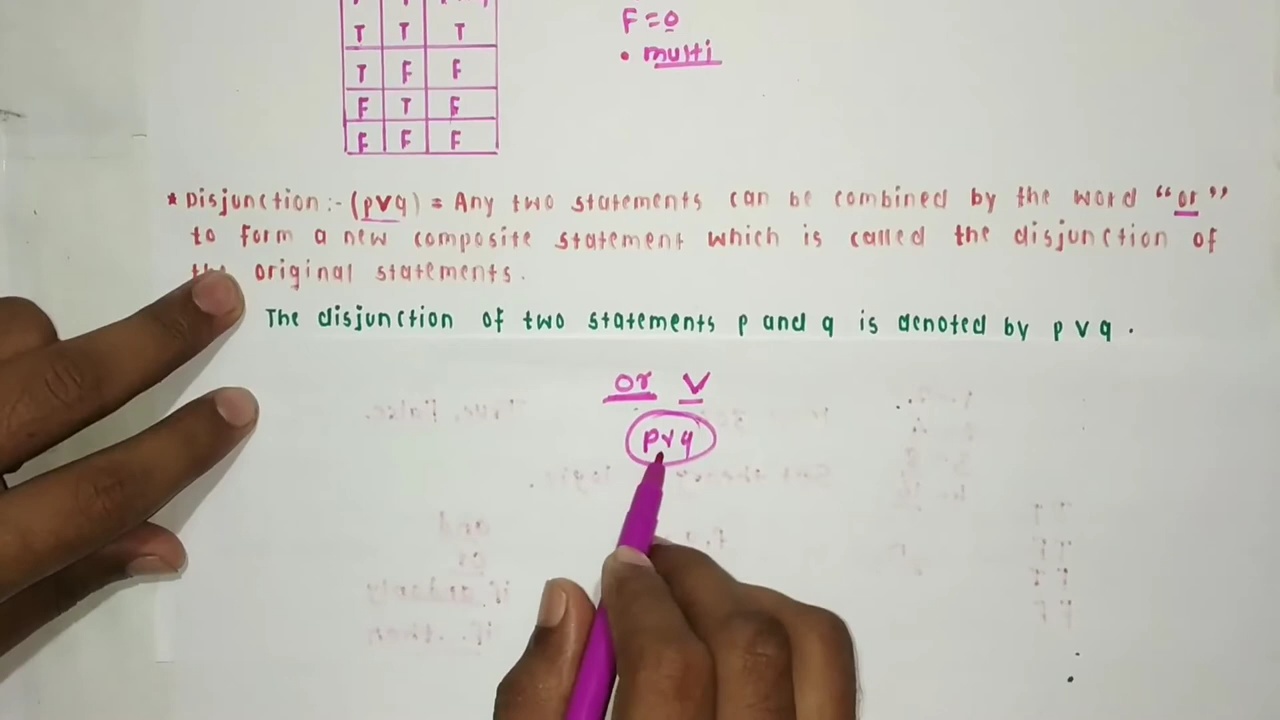 F = 0
• multi
T T T
T F F
F T F
F F F
* Disjunction :- (p∨q) = Any two statements can be combined by the word “or”
to form a new composite statement which is called the disjunction of
the original statements.
The disjunction of two statements p and q is denoted by p ∨ q .
or ∨
p∨q